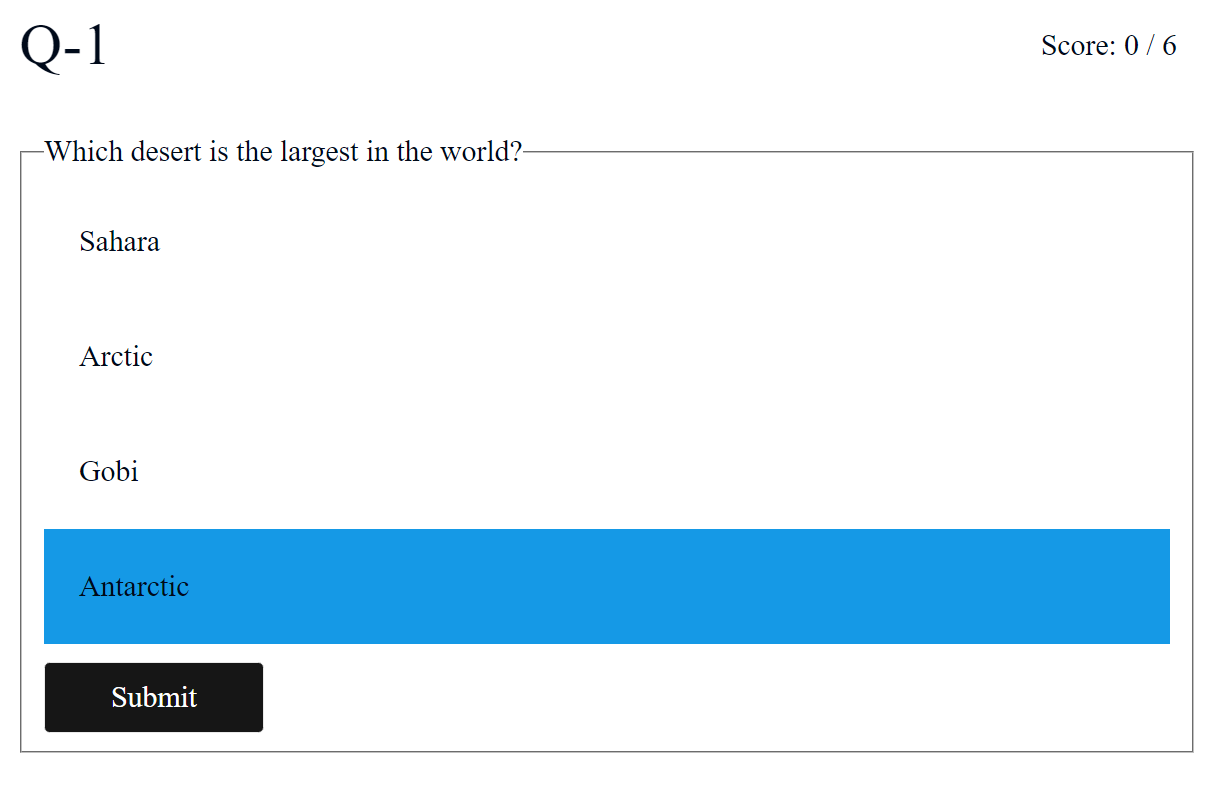 Q-1
Score: 0 / 6
Which desert is the largest in the world?
Sahara
Arctic
Gobi
Antarctic
Submit